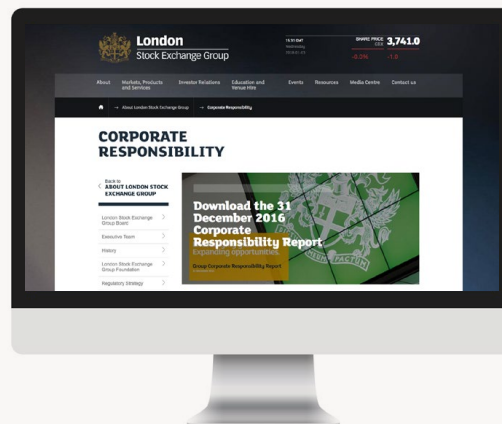 London
Stock Exchange Group
Wednesday
SHARE PRICE
3,741.0
-0.0%
-1.0
About
Markets, Products
and Services
Investor Relations
Education and
Venue Hire
Events
Resources
Media Centre
Contact us
→ About London Stock Exchange Group → Corporate Responsibility
CORPORATE
RESPONSIBILITY
Back to
ABOUT LONDON STOCK
EXCHANGE GROUP
London Stock Exchange
Group Board
Executive Team
History
London Stock Exchange
Group Foundation
Regulatory Strategy
Download the 31
December 2016
Corporate
Responsibility Report
Expanding opportunities
Group Corporate Responsibility Report
MEUM PACTUM